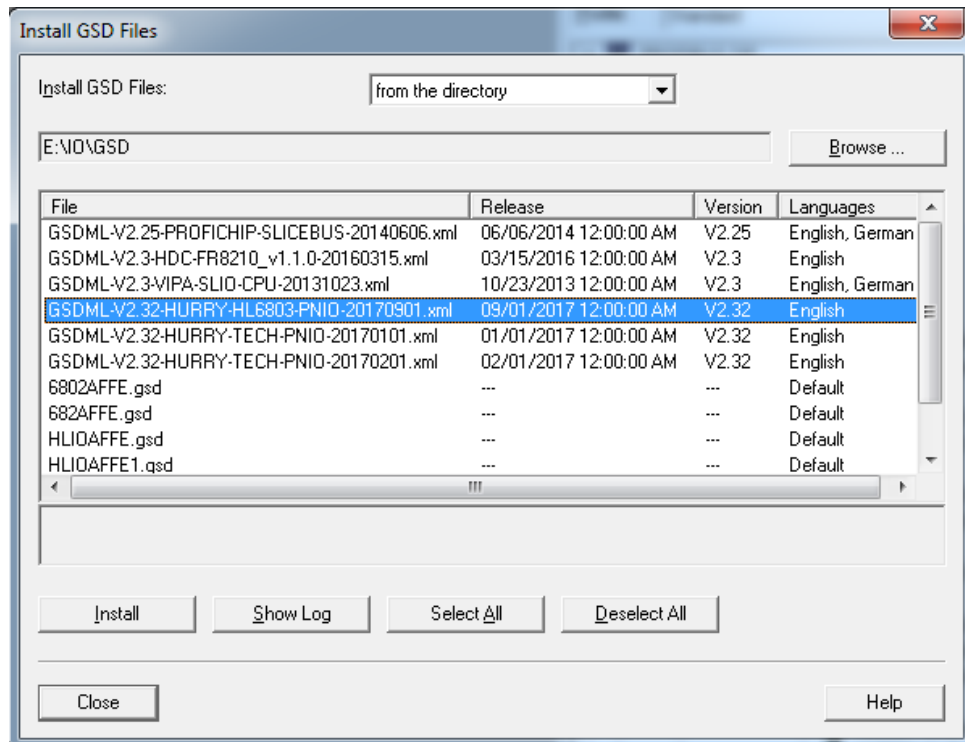 Install GSD Files
Install GSD Files: from the directory
E:\IO\GSD Browse ...
File Release Version Languages
GSDML-V2.25-PROFICHIP-SLICEBUS-20140606.xml 06/06/2014 12:00:00 AM V2.25 English, German
GSDML-V2.3-HDC-FR8210_v1.1.0-20160315.xml 03/15/2016 12:00:00 AM V2.3 English
GSDML-V2.3-VIPA-SLIO-CPU-20131023.xml 10/23/2013 12:00:00 AM V2.3 English, German
GSDML-V2.32-HURRY-HL6803-PNIO-20170901.xml 09/01/2017 12:00:00 AM V2.32 English
GSDML-V2.32-HURRY-TECH-PNIO-20170101.xml 01/01/2017 12:00:00 AM V2.32 English
GSDML-V2.32-HURRY-TECH-PNIO-20170201.xml 02/01/2017 12:00:00 AM V2.32 English
6802AFFE.gsd --- --- Default
682AFFE.gsd --- --- Default
HLIOAFFE.gsd --- --- Default
HLIOAFFE1.gsd --- --- Default
Install Show Log Select All Deselect All
Close Help